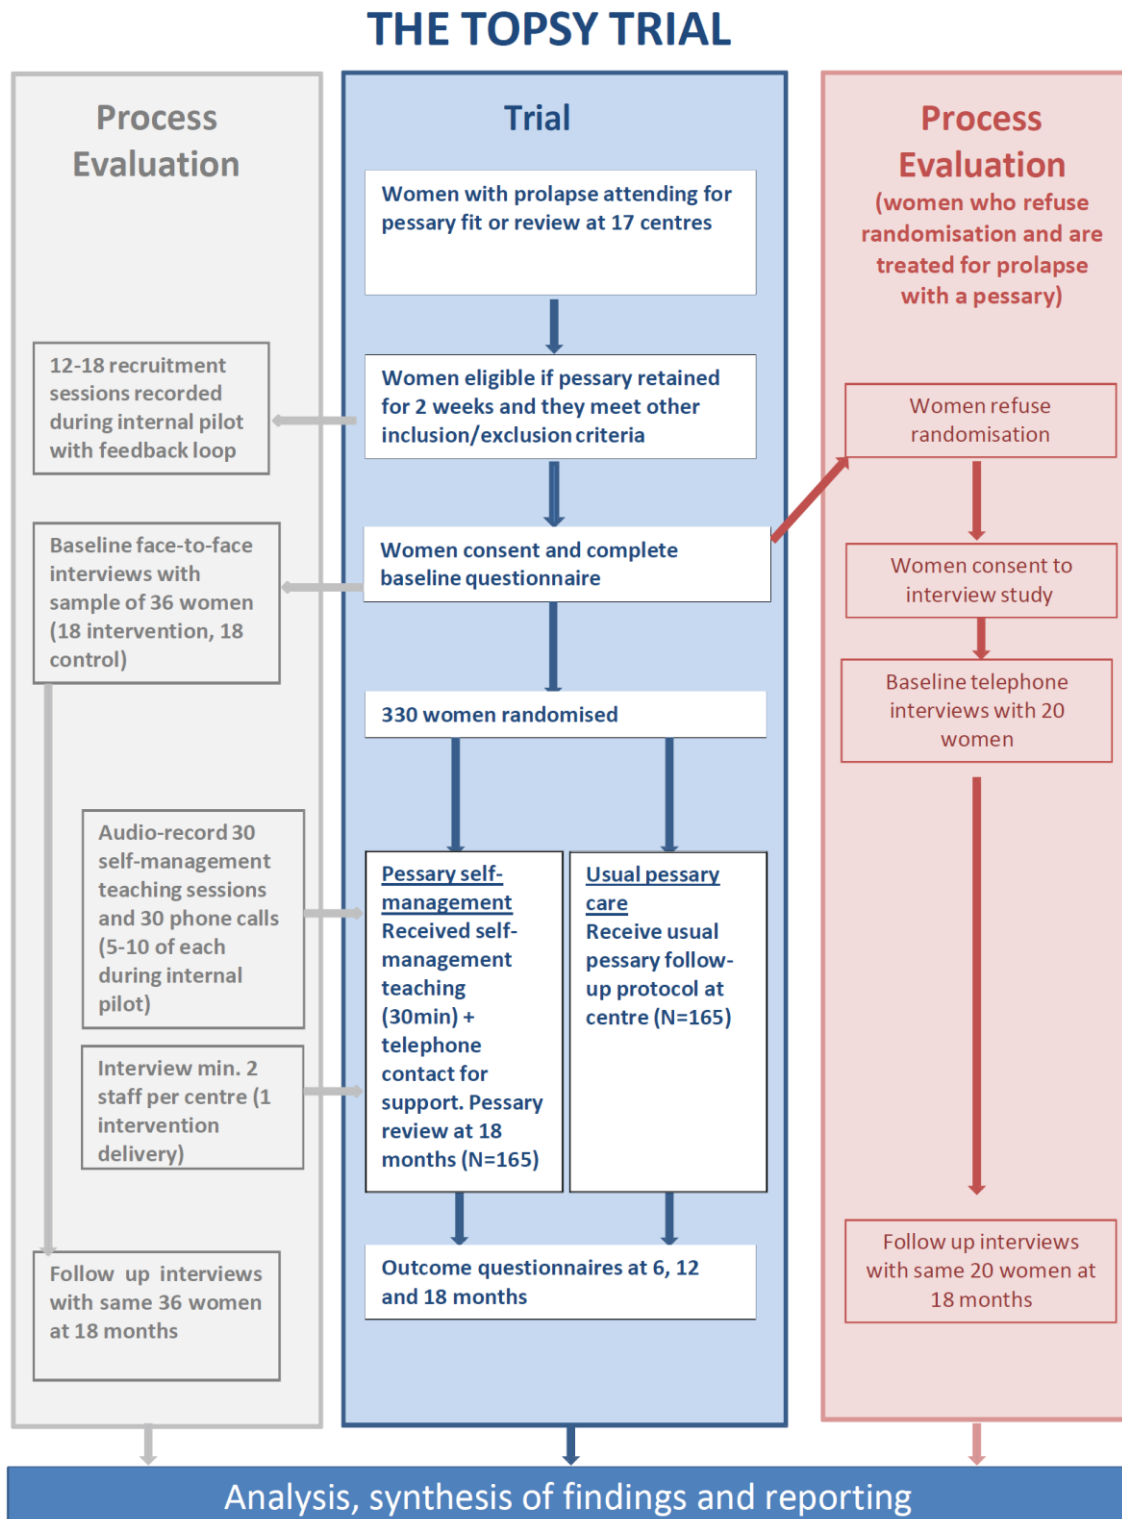 THE TOPSY TRIAL
Process
Evaluation
12-18 recruitment
sessions recorded
during internal pilot
with feedback loop
Baseline face-to-face
interviews with
sample of 36 women
(18 intervention, 18
control)
Audio-record 30
self-management
teaching sessions
and 30 phone calls
(5-10 of each
during internal
pilot)
Interview min. 2
staff per centre (1
intervention
delivery)
Follow up interviews
with same 36 women
at 18 months
Trial
Women with prolapse attending for
pessary fit or review at 17 centres
Women eligible if pessary retained
for 2 weeks and they meet other
inclusion/exclusion criteria
Women consent and complete
baseline questionnaire
330 women randomised
Pessary self-
management
Received self-
management
teaching
(30min) +
telephone
contact for
support. Pessary
review at 18
months (N=165)
Usual pessary
care
Receive usual
pessary follow-
up protocol at
centre (N=165)
Outcome questionnaires at 6, 12
and 18 months
Process
Evaluation
(women who refuse
randomisation and are
treated for prolapse
with a pessary)
Women refuse
randomisation
Women consent to
interview study
Baseline telephone
interviews with 20
women
Follow up interviews
with same 20 women at
18 months
Analysis, synthesis of findings and reporting